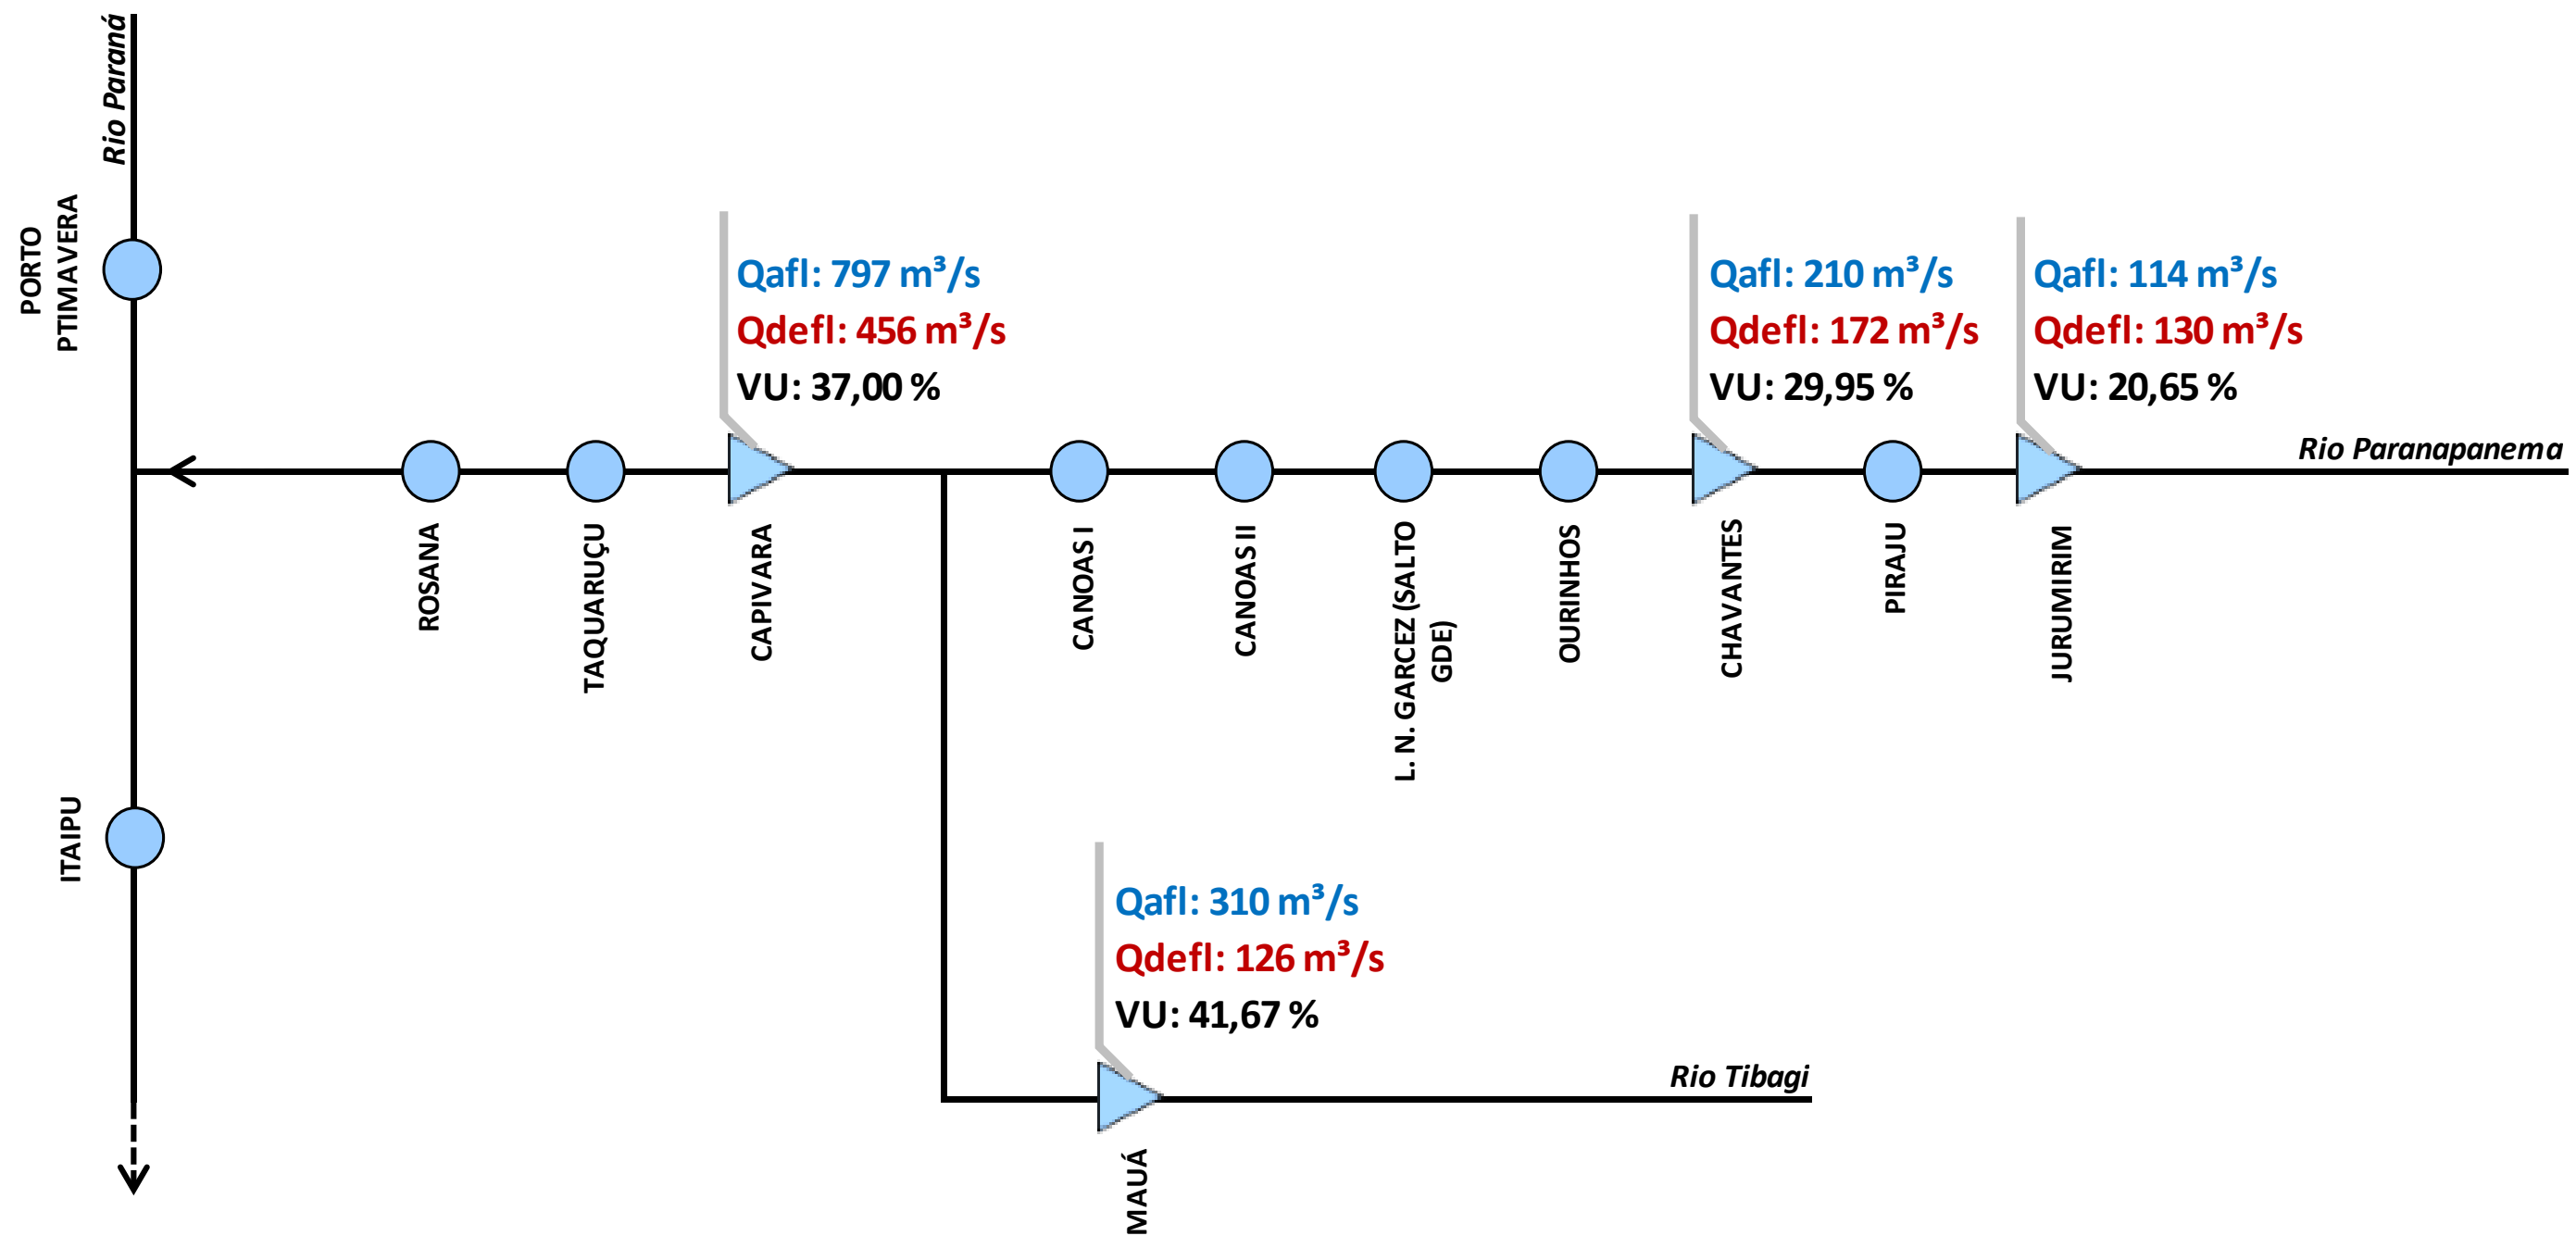 Rio Paraná
PORTO
PTIMAVERA
Qafl: 797 m³/s
Qdefl: 456 m³/s
VU: 37,00 %
Qafl: 210 m³/s
Qdefl: 172 m³/s
VU: 29,95 %
Qafl: 114 m³/s
Qdefl: 130 m³/s
VU: 20,65 %
Rio Paranapanema
ROSANA
TAQUARUÇU
CAPIVARA
CANOAS I
CANOAS II
L. N. GARCEZ (SALTO
GDE)
OURINHOS
CHAVANTES
PIRAJU
JURUMIRIM
ITAIPU
Qafl: 310 m³/s
Qdefl: 126 m³/s
VU: 41,67 %
Rio Tibagi
MAUÁ